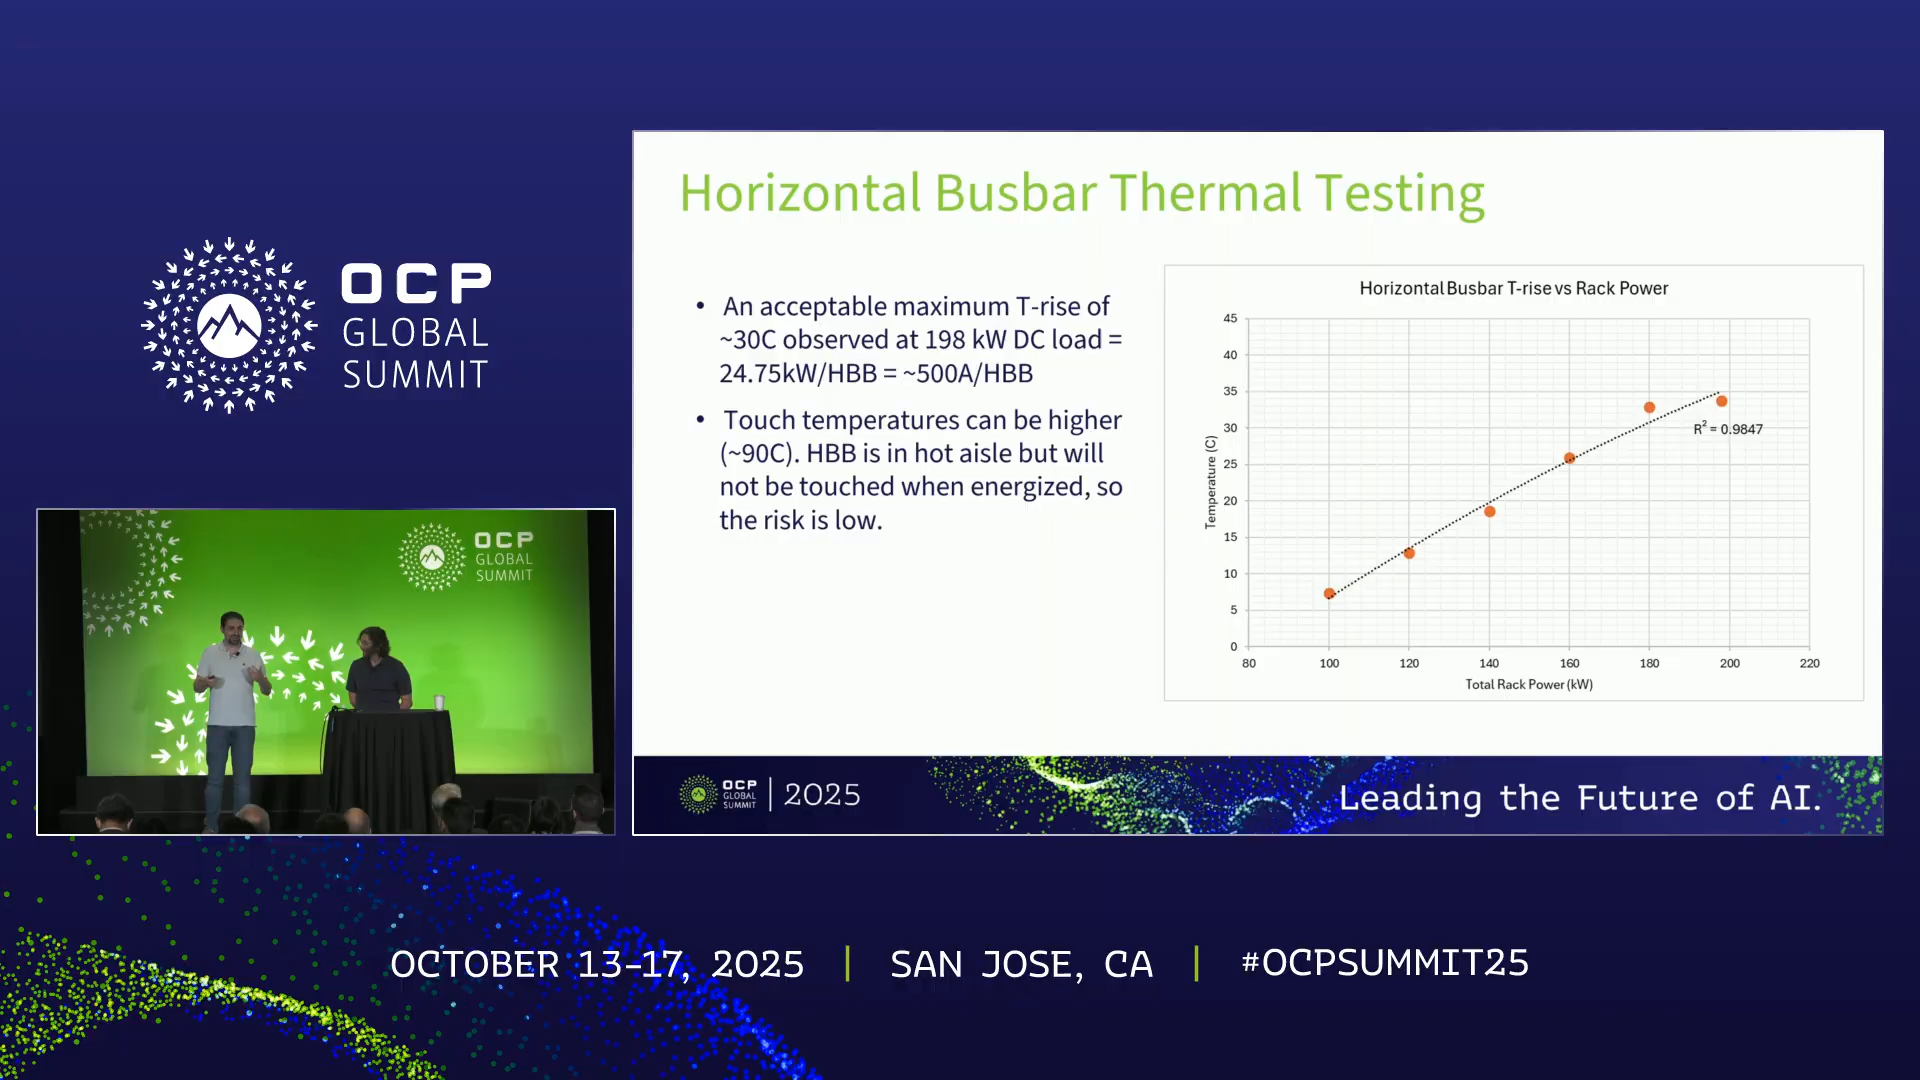 OCP
GLOBAL
SUMMIT
Horizontal Busbar Thermal Testing
• An acceptable maximum T-rise of
~30C observed at 198 kW DC load =
24.75kW/HBB = ~500A/HBB
• Touch temperatures can be higher
(~90C). HBB is in hot aisle but will
not be touched when energized, so
the risk is low.
Horizontal Busbar T-rise vs Rack Power
45
40
35
30
25
20
15
10
5
0
Temperature (C)
R² = 0.9847
80 100 120 140 160 180 200 220
Total Rack Power (kW)
OCP
GLOBAL
SUMMIT
OCP
GLOBAL
SUMMIT
2025
Leading the Future of AI.
OCTOBER 13-17, 2025 | SAN JOSE, CA | #OCPSUMMIT25